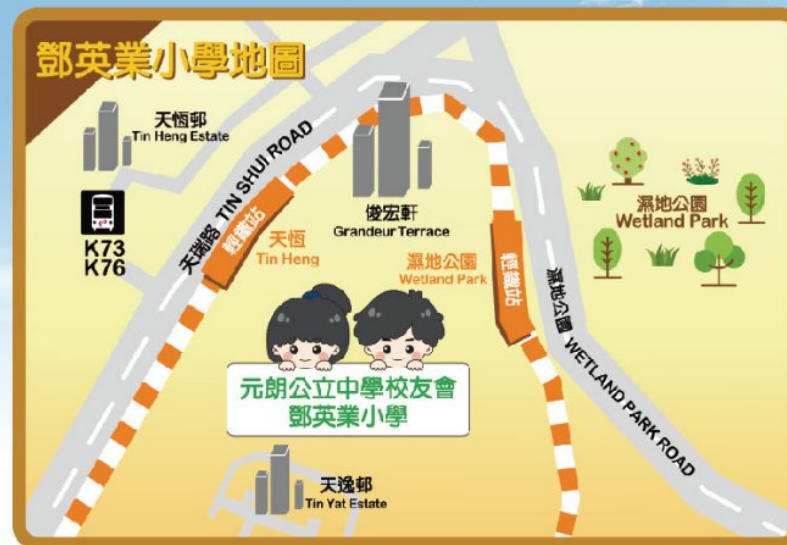 鄧英業小學地圖
天恆邨
Tin Heng Estate
K73
K76
天瑞路 TIN SHUI ROAD
輕鐵站
天恆
Tin Heng
俊宏軒
Grandeur Terrace
濕地公園
Wetland Park
輕鐵站
濕地公園
Wetland Park
濕地公園 WETLAND PARK ROAD
元朗公立中學校友會
鄧英業小學
天逸邨
Tin Yat Estate